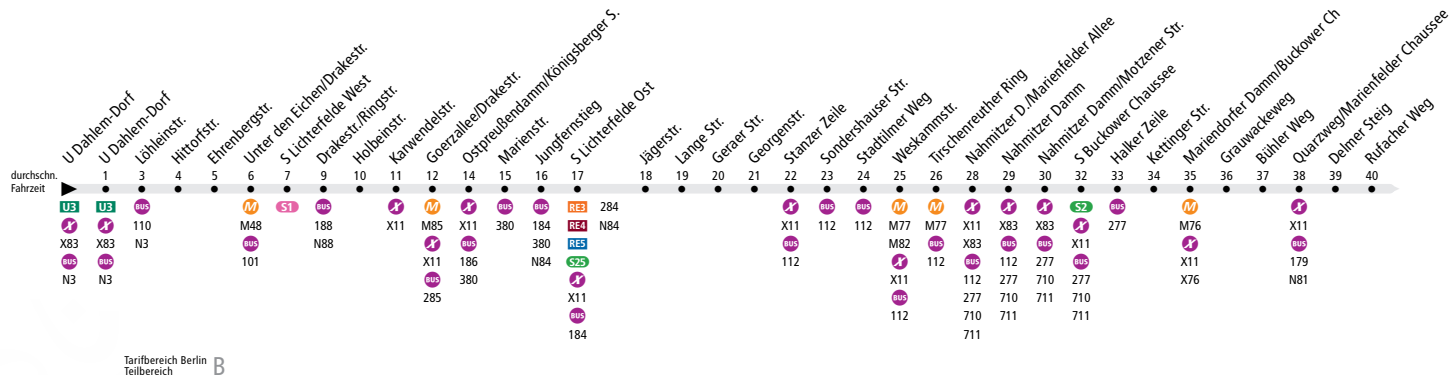 U Dahlem-Dorf
U Dahlem-Dorf
Löhleinstr.
Hittorfstr.
Ehrenbergstr.
Unter den Eichen/Drakestr.
S Lichterfelde West
Drakestr./Ringstr.
Holbeinstr.
Karwendelstr.
Goerzallee/Drakestr.
Ostpreußendamm/Königsberger S.
Marienstr.
Jungfernstieg
S Lichterfelde Ost
Jägerstr.
Lange Str.
Geraer Str.
Georgenstr.
Stanzer Zeile
Sondershauser Str.
Stadtilmer Weg
Weskammstr.
Tirschenreuther Ring
Nahmitzer D./Marienfelder Allee
Nahmitzer Damm
Nahmitzer Damm/Motzener Str.
S Buckower Chaussee
Halker Zeile
Kettinger Str.
Mariendorfer Damm/Buckower Ch
Grauwackeweg
Bühler Weg
Quarzweg/Marienfelder Chaussee
Delmer Steig
Rufacher Weg
durchschn. 1 3 4 5 6 7 9 10 11 12 14 15 16 17 18 19 20 21 22 23 24 25 26 28 29 30 32 33 34 35 36 37 38 39 40
Fahrzeit
U3 U3 BUS M S1 BUS X M X BUS BUS RE3 284 X BUS BUS M M X X X S2 BUS M X
X X 110 M48 188 X11 M85 X11 380 184 RE4 N84 X11 112 112 M77 M77 X11 X83 X83 X 277 M76 X11
X83 X83 N3 BUS N88 X BUS 380 RE5 BUS M82 BUS X83 BUS BUS X11 X BUS
BUS BUS 101 X11 186 N84 S25 112 X 112 BUS 112 277 BUS X11 179
N3 N3 BUS 380 X X11 112 277 710 277 X76 N81
285 X11 BUS 277 710 711 710
BUS 112 710 711 711
184 711
Tarifbereich Berlin B
Teilbereich